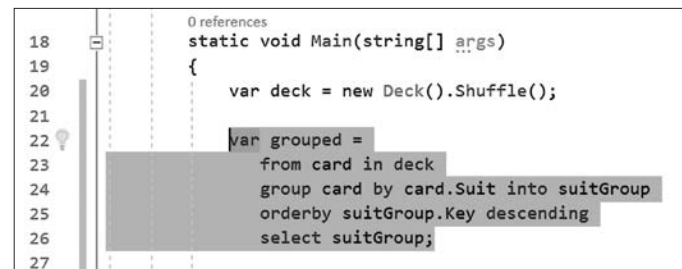 0 references
18 static void Main(string[] args)
19 {
20 var deck = new Deck().Shuffle();
21
22 var grouped =
23 from card in deck
24 group card by card.Suit into suitGroup
25 orderby suitGroup.Key descending
26 select suitGroup;
27